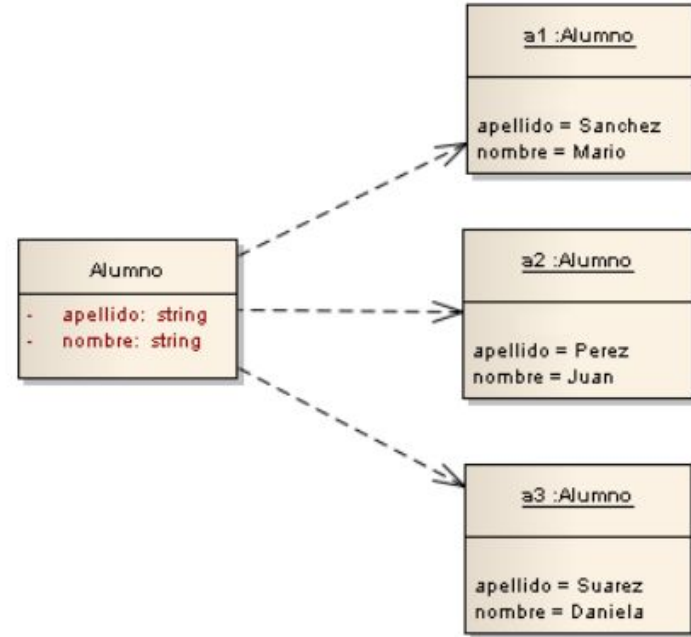 Alumno
- apellido: string
- nombre: string
a1 :Alumno
apellido = Sanchez
nombre = Mario
a2 :Alumno
apellido = Perez
nombre = Juan
a3 :Alumno
apellido = Suarez
nombre = Daniela